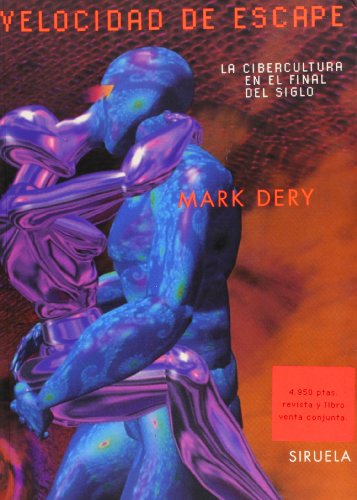 VELOCIDAD DE ESCAPE
LA CIBERCULTURA
EN EL FINAL
DEL SIGLO
MARK DERY
4.950 ptas.
revista y libro
venta conjunta.
SIRUELA